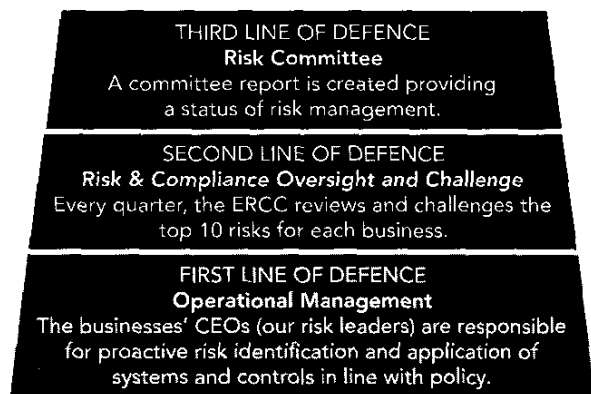 THIRD LINE OF DEFENCE
Risk Committee
A committee report is created providing
a status of risk management.
SECOND LINE OF DEFENCE
Risk & Compliance Oversight and Challenge
Every quarter, the ERCC reviews and challenges the
top 10 risks for each business.
FIRST LINE OF DEFENCE
Operational Management
The businesses' CEOs (our risk leaders) are responsible
for proactive risk identification and application of
systems and controls in line with policy.